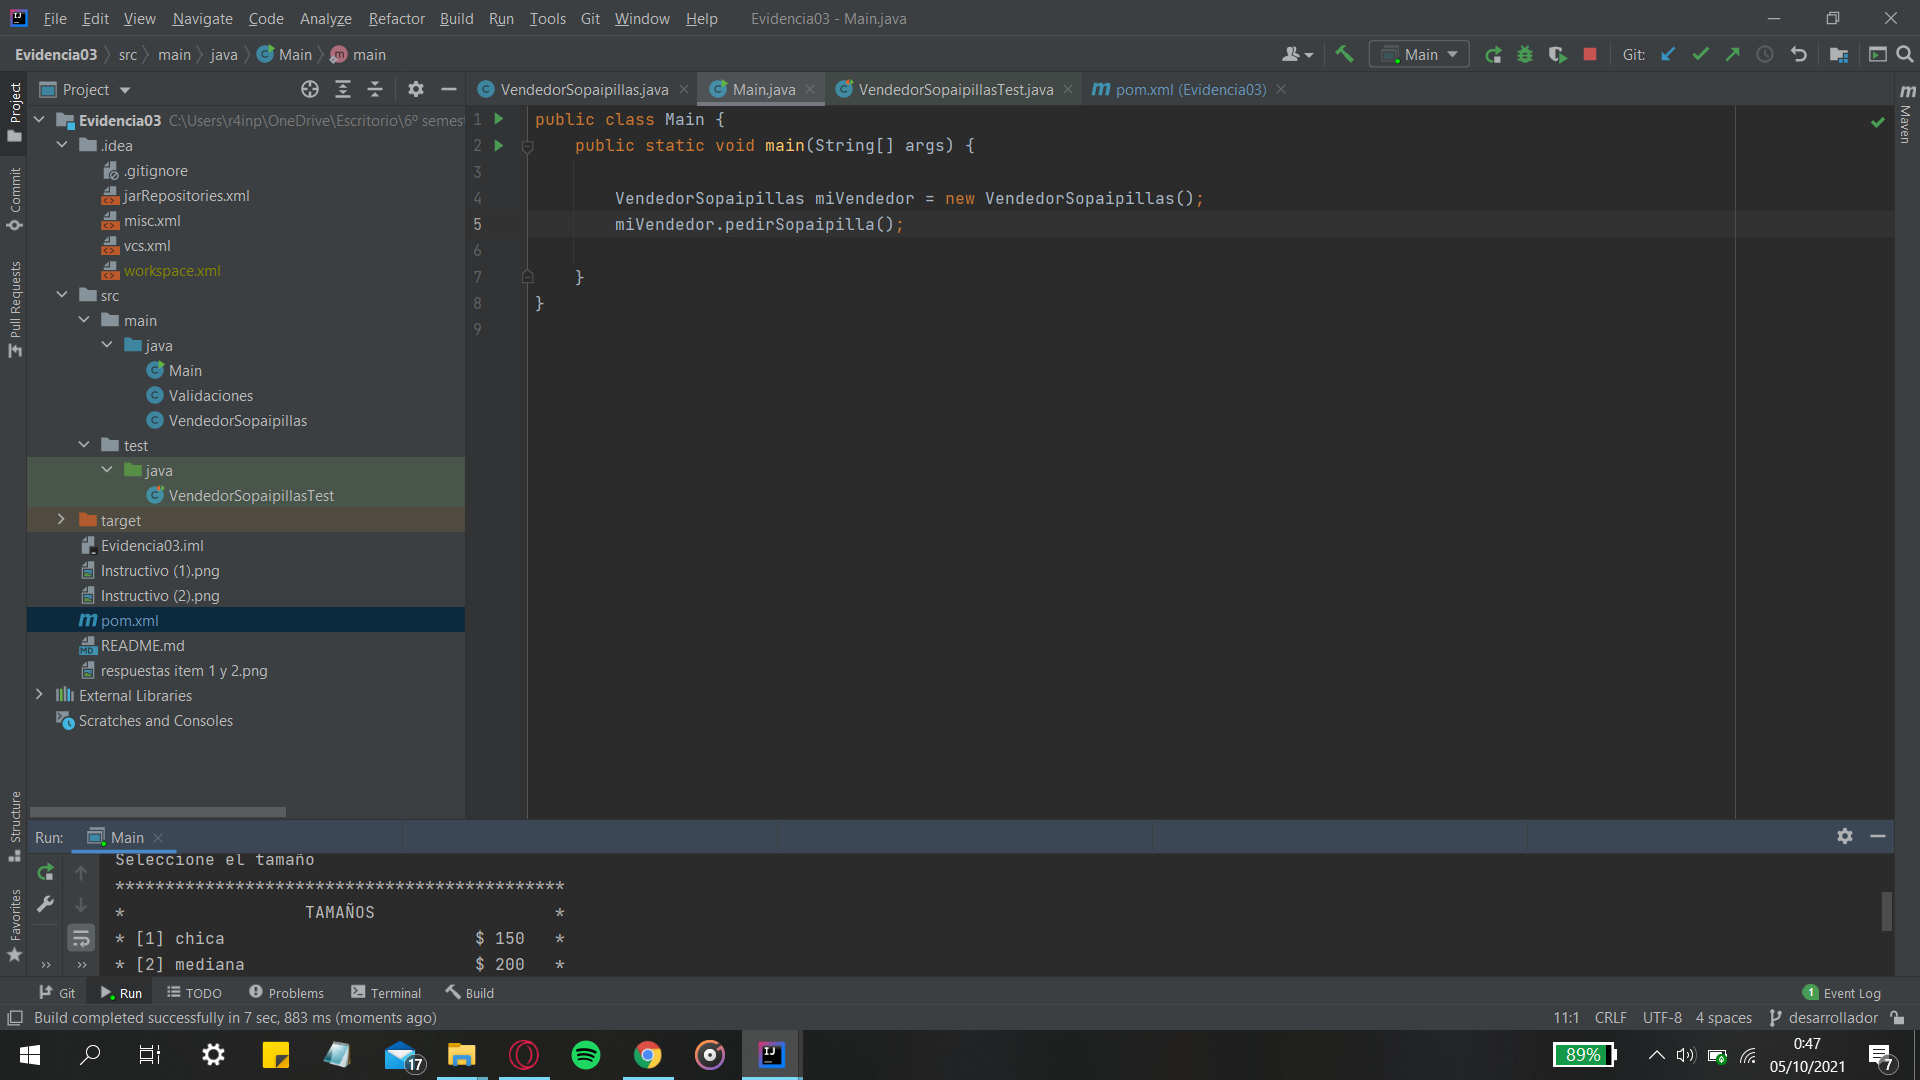 File Edit View Navigate Code Analyze Refactor Build Run Tools Git Window Help Evidencia03 - Main.java
Evidencia03 src main java Main main
Main Git:
Project
VendedorSopaipillas.java Main.java VendedorSopaipillasTest.java pom.xml (Evidencia03)
Evidencia03 C:\Users\r4inp\OneDrive\Escritorio\6º semest
.idea
.gitignore
jarRepositories.xml
misc.xml
vcs.xml
workspace.xml
src
main
java
Main
Validaciones
VendedorSopaipillas
test
java
VendedorSopaipillasTest
target
Evidencia03.iml
Instructivo (1).png
Instructivo (2).png
pom.xml
README.md
respuestas item 1 y 2.png
External Libraries
Scratches and Consoles
Project
Commit
Pull Requests
Structure
Favorites
Maven
1 public class Main {
2 public static void main(String[] args) {
3
4 VendedorSopaipillas miVendedor = new VendedorSopaipillas();
5 miVendedor.pedirSopaipilla();
6
7 }
8 }
9
Run: Main
Seleccione el tamaño
*********************************************
* TAMAÑOS *
* [1] chica $ 150 *
* [2] mediana $ 200 *
Git Run TODO Problems Terminal Build 1 Event Log
Build completed successfully in 7 sec, 883 ms (moments ago) 11:1 CRLF UTF-8 4 spaces desarrollador
17 89% 0:47
05/10/2021 7